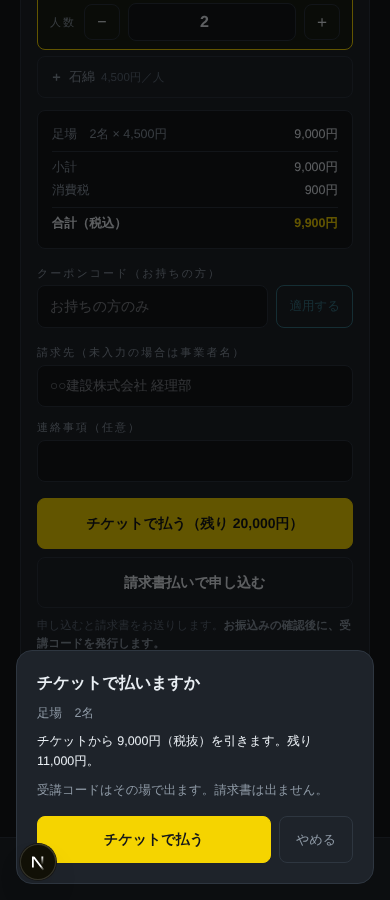 人数 − 2 +
+ 石綿 4,500円／人
足場 2名 × 4,500円 9,000円
小計 9,000円
消費税 900円
合計（税込） 9,900円
クーポンコード（お持ちの方）
お持ちの方のみ 適用する
請求先（未入力の場合は事業者名）
○○建設株式会社 経理部
連絡事項（任意）
チケットで払う（残り 20,000円）
請求書払いで申し込む
申し込むと請求書をお送りします。お振込みの確認後に、受
講コードを発行します。
チケットで払いますか
足場 2名
チケットから 9,000円（税抜）を引きます。残り
11,000円。
受講コードはその場で出ます。請求書は出ません。
チケットで払う やめる
N